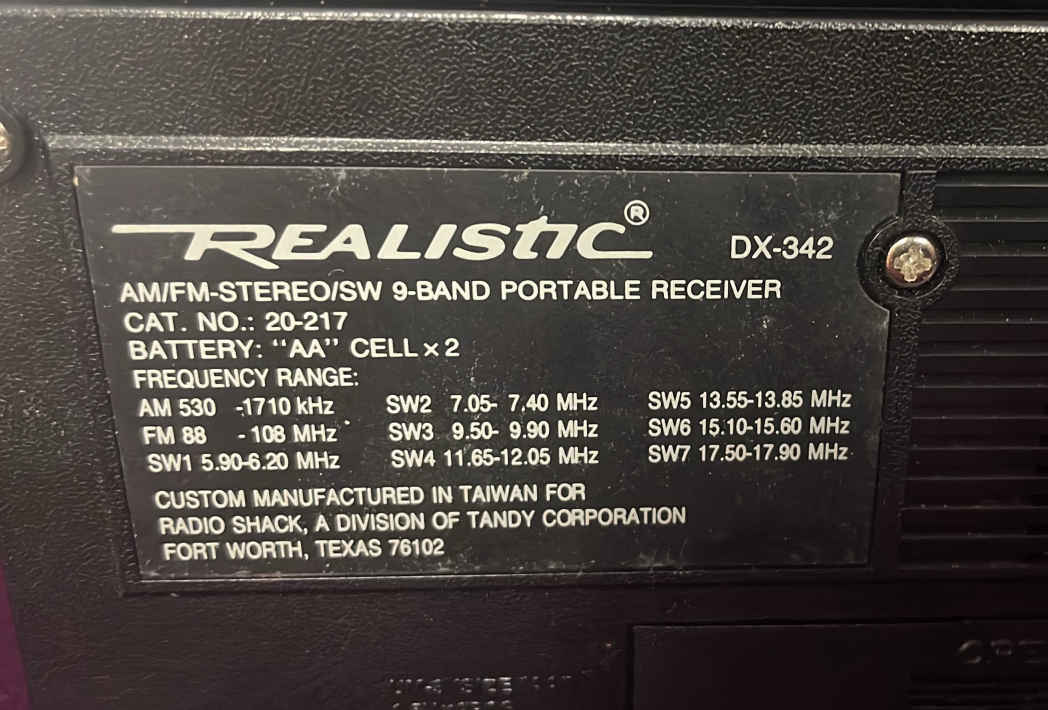 REALISTIC®
DX-342
AM/FM-STEREO/SW 9-BAND PORTABLE RECEIVER
CAT. NO.: 20-217
BATTERY: "AA" CELL × 2
FREQUENCY RANGE:
AM 530 -1710 kHz SW2 7.05- 7.40 MHz SW5 13.55-13.85 MHz
FM 88 - 108 MHz SW3 9.50- 9.90 MHz SW6 15.10-15.60 MHz
SW1 5.90-6.20 MHz SW4 11.65-12.05 MHz SW7 17.50-17.90 MHz
CUSTOM MANUFACTURED IN TAIWAN FOR
RADIO SHACK, A DIVISION OF TANDY CORPORATION
FORT WORTH, TEXAS 76102